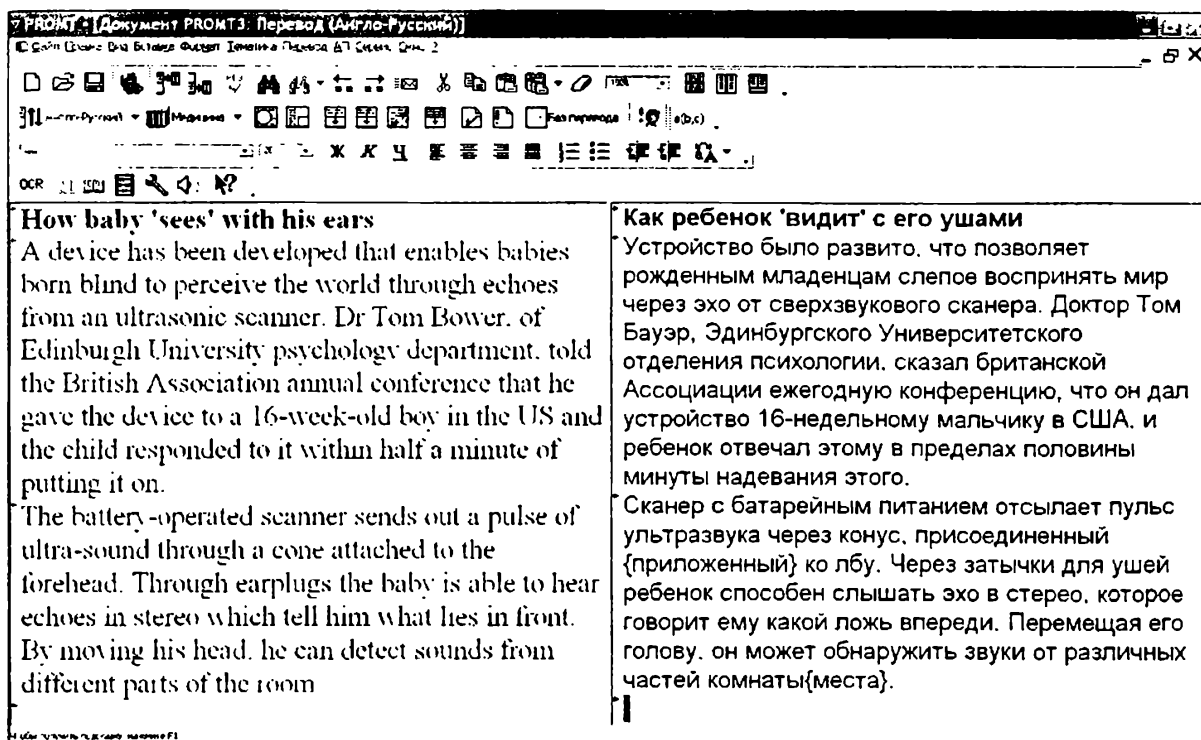 PROMT - [Документ PROMT3: Перевод (Англо-Русский)]
Без перевода
Ж К Ч
OCR
How baby 'sees' with his ears
A device has been developed that enables babies
born blind to perceive the world through echoes
from an ultrasonic scanner. Dr Tom Bower, of
Edinburgh University psychology department, told
the British Association annual conference that he
gave the device to a 16-week-old boy in the US and
the child responded to it within half a minute of
putting it on.
The battery-operated scanner sends out a pulse of
ultra-sound through a cone attached to the
forehead. Through earplugs the baby is able to hear
echoes in stereo which tell him what lies in front.
By moving his head, he can detect sounds from
different parts of the room
Как ребенок 'видит' с его ушами
Устройство было развито, что позволяет
рожденным младенцам слепое воспринять мир
через эхо от сверхзвукового сканера. Доктор Том
Бауэр, Эдинбургского Университетского
отделения психологии, сказал британской
Ассоциации ежегодную конференцию, что он дал
устройство 16-недельному мальчику в США, и
ребенок отвечал этому в пределах половины
минуты надевания этого.
Сканер с батарейным питанием отсылает пульс
ультразвука через конус, присоединенный
{приложенный} ко лбу. Через затычки для ушей
ребенок способен слышать эхо в стерео, которое
говорит ему какой ложь впереди. Перемещая его
голову, он может обнаружить звуки от различных
частей комнаты{места}.